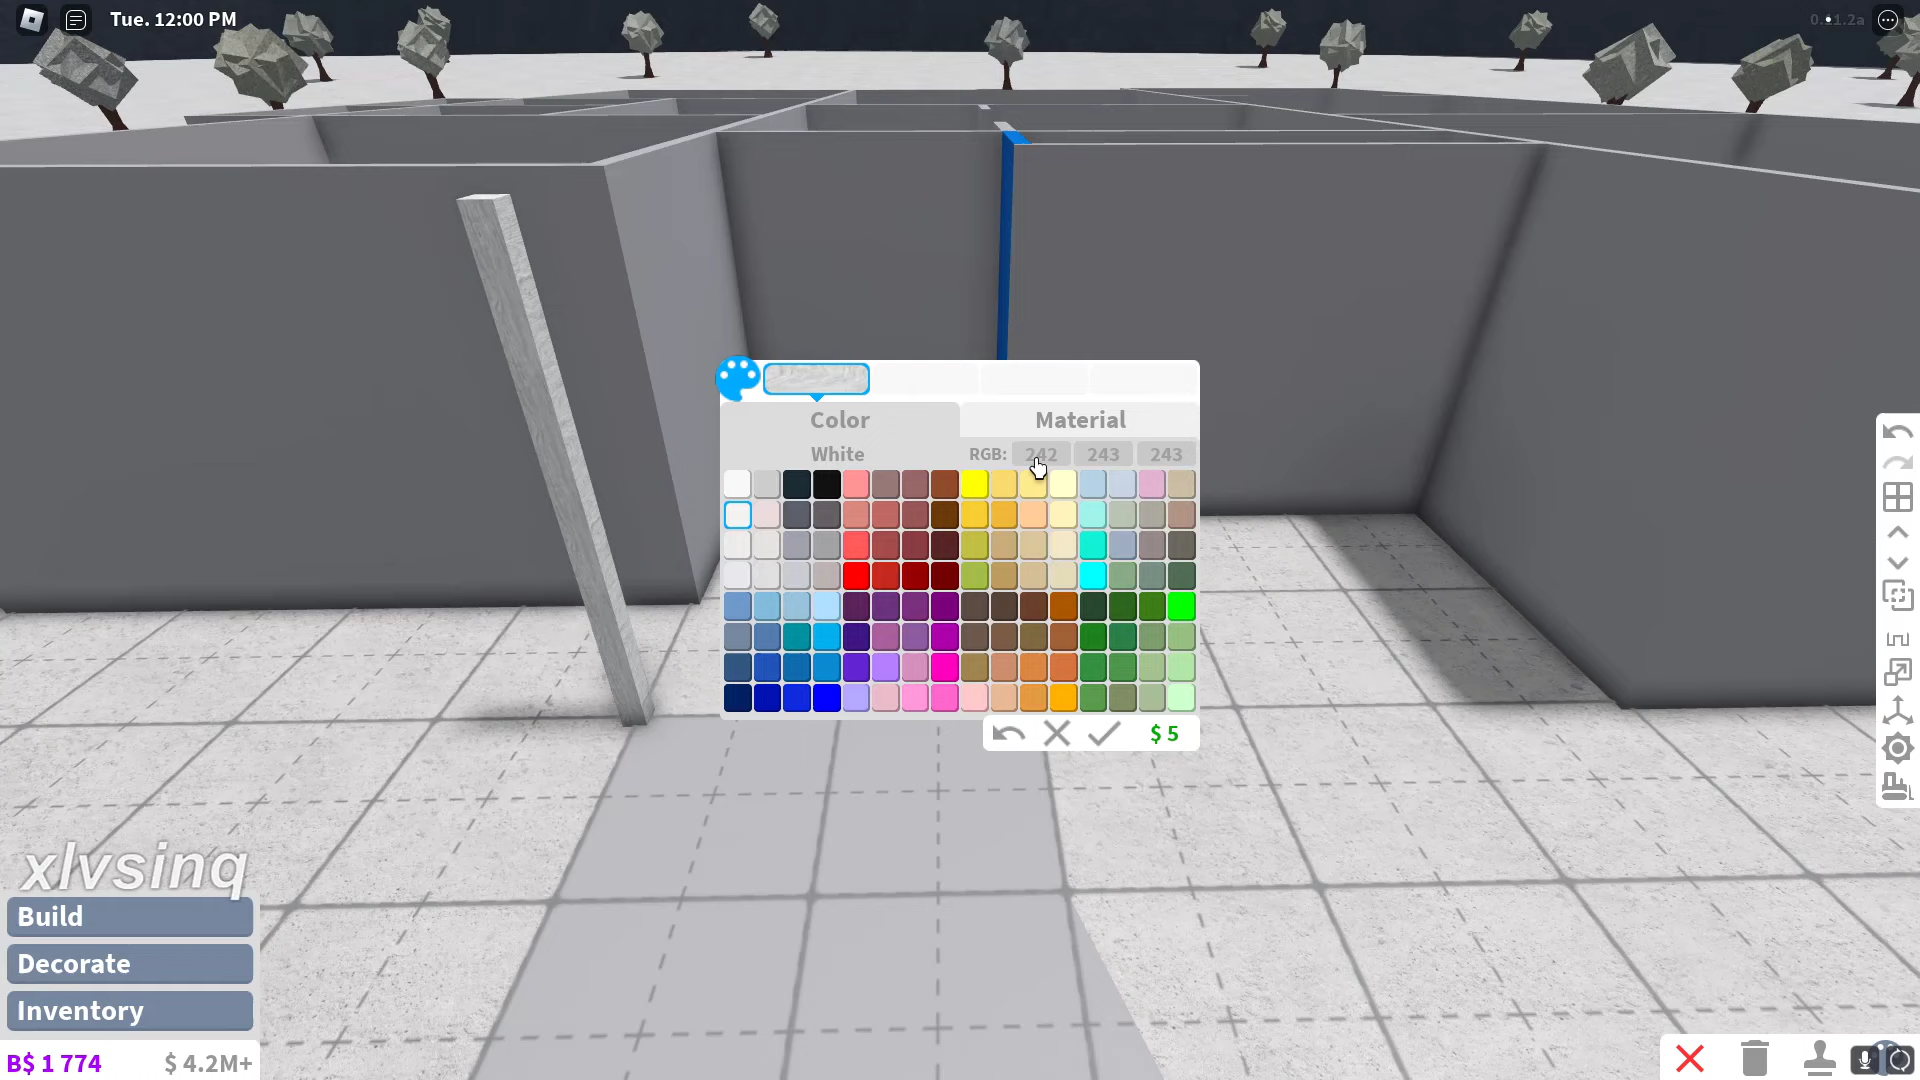 Tue. 12:00 PM
Color
Material
White
RGB: 242 243 243
$ 5
xlvsinq
Build
Decorate
Inventory
B$ 1 774
$ 4.2M+